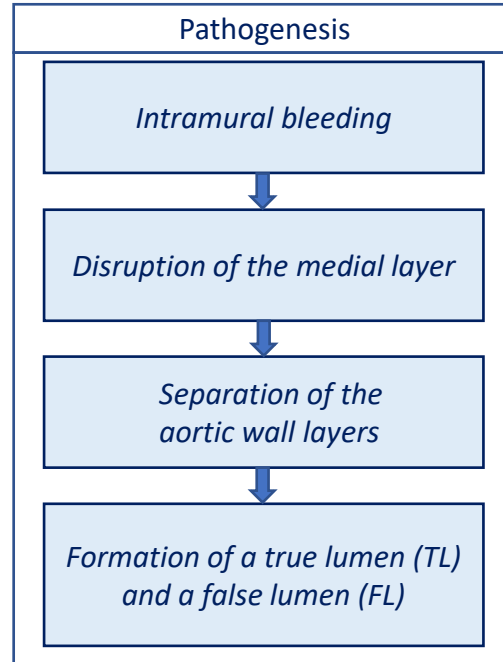 Pathogenesis
Intramural bleeding
Disruption of the medial layer
Separation of the
aortic wall layers
Formation of a true lumen (TL)
and a false lumen (FL)